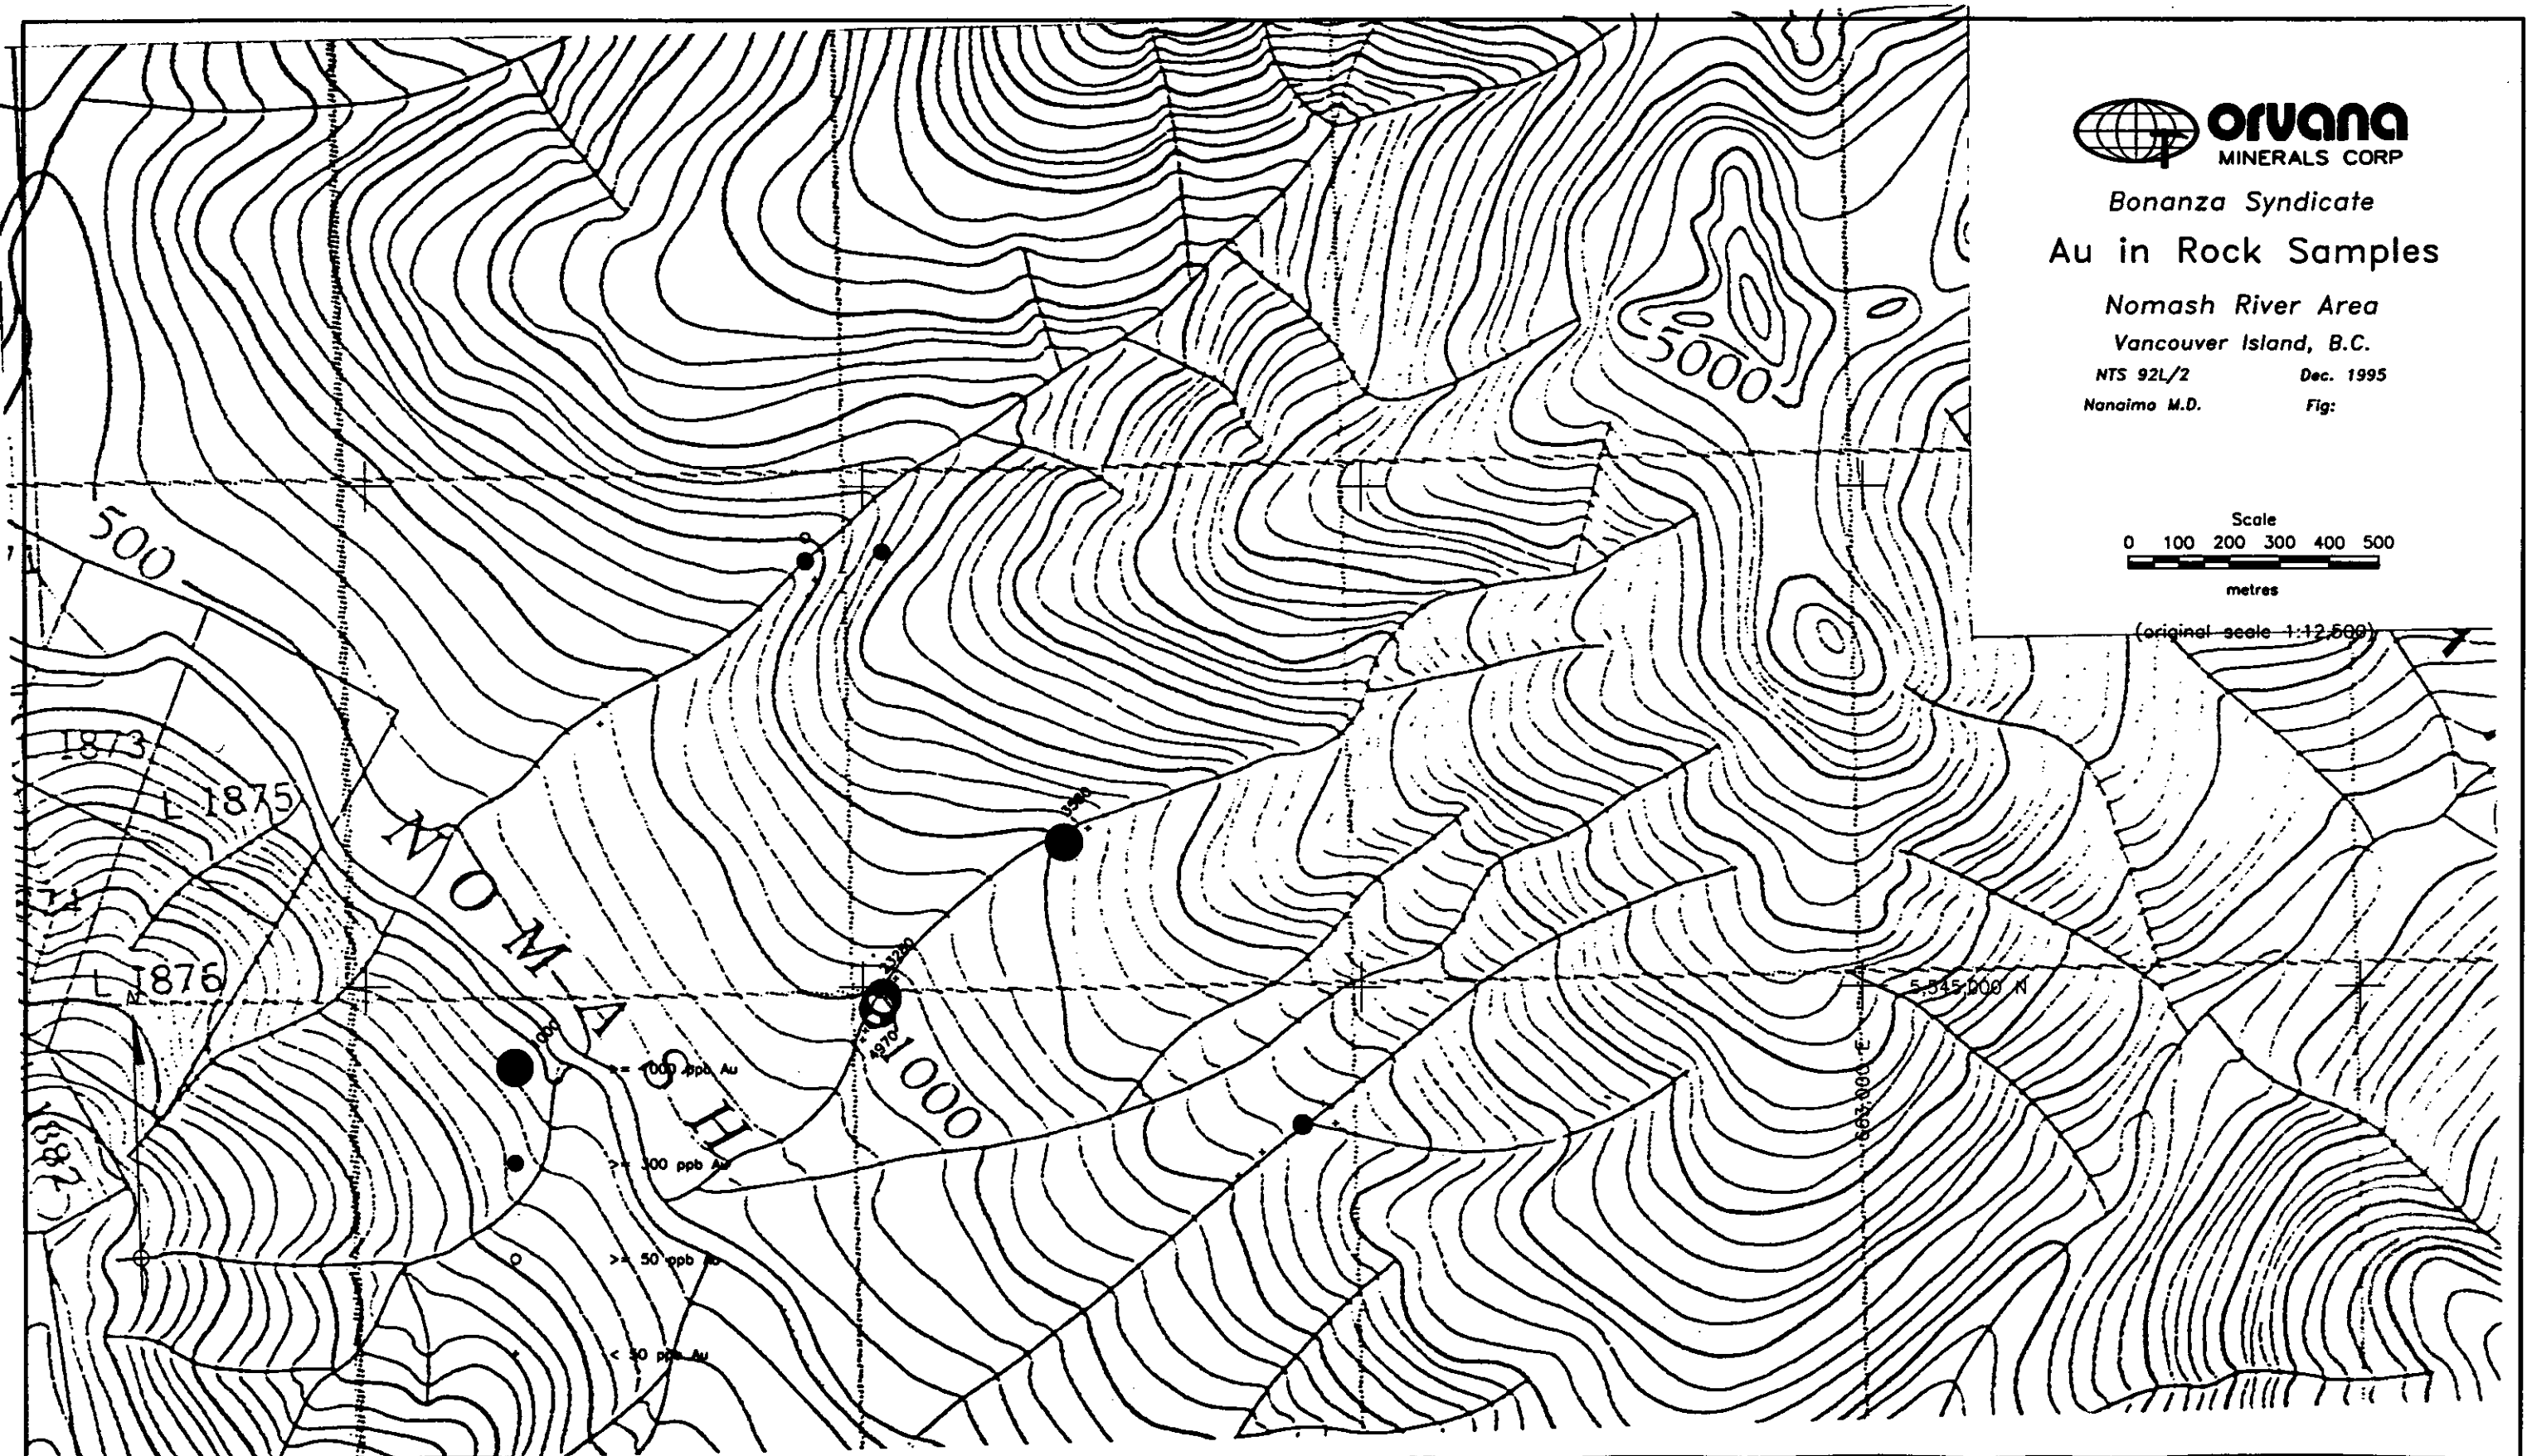 orvana
MINERALS CORP
Bonanza Syndicate
Au in Rock Samples
Nomash River Area
Vancouver Island, B.C.
NTS 92L/2 Dec. 1995
Nanaimo M.D. Fig:
5000
Scale
0 100 200 300 400 500
metres
(original scale 1:12,500)
500
1873
L 1875
L 1876
NOMASH
4970
1000
5,545,000 N
>= 1000 ppb Au
>= 300 ppb Au
>= 50 ppb Au
< 50 ppb Au